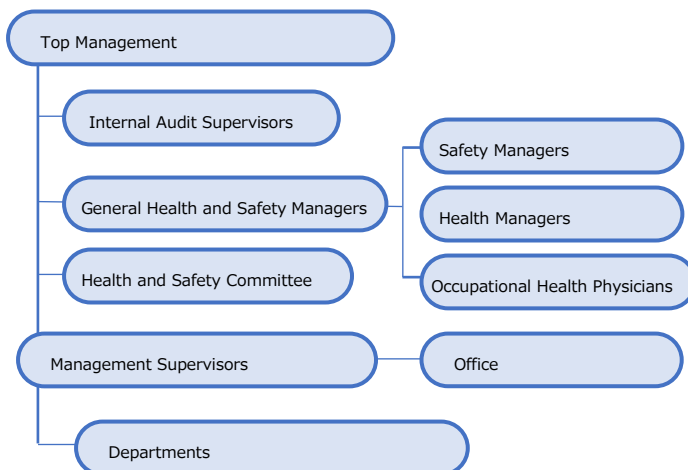 Top Management
Internal Audit Supervisors
General Health and Safety Managers
Safety Managers
Health Managers
Occupational Health Physicians
Health and Safety Committee
Management Supervisors
Office
Departments